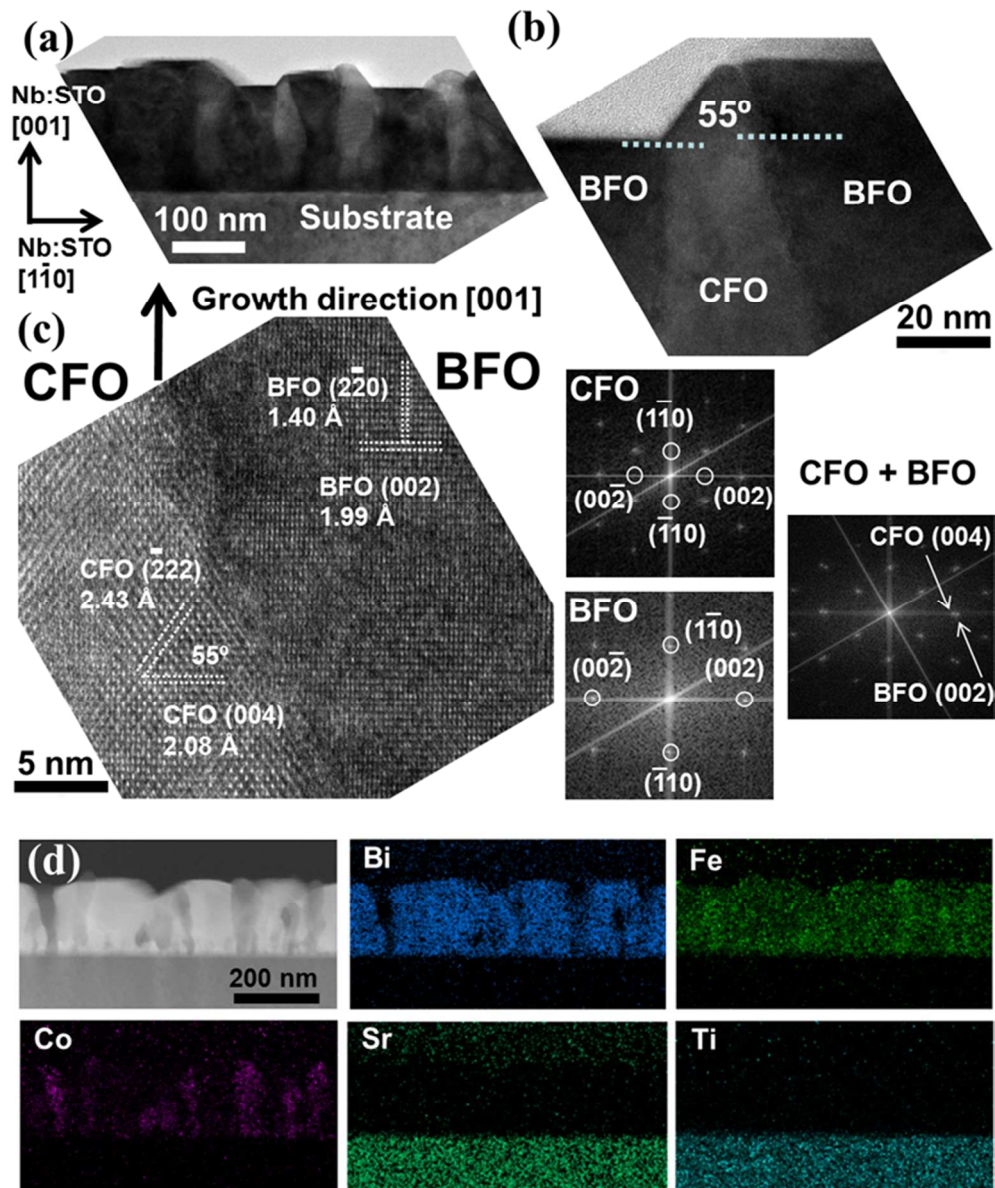 (a)
Nb:STO
[001]
Nb:STO
[11̄0]
100 nm
Substrate
(b)
55º
BFO
BFO
CFO
20 nm
Growth direction [001]
(c)
CFO
BFO
BFO (22̄0)
1.40 Å
BFO (002)
1.99 Å
CFO (2̄22)
2.43 Å
55º
CFO (004)
2.08 Å
5 nm
CFO
(11̄0)
(002̄)
(002)
(1̄10)
BFO
(11̄0)
(002̄)
(002)
(1̄10)
CFO + BFO
CFO (004)
BFO (002)
(d)
200 nm
Bi
Fe
Co
Sr
Ti